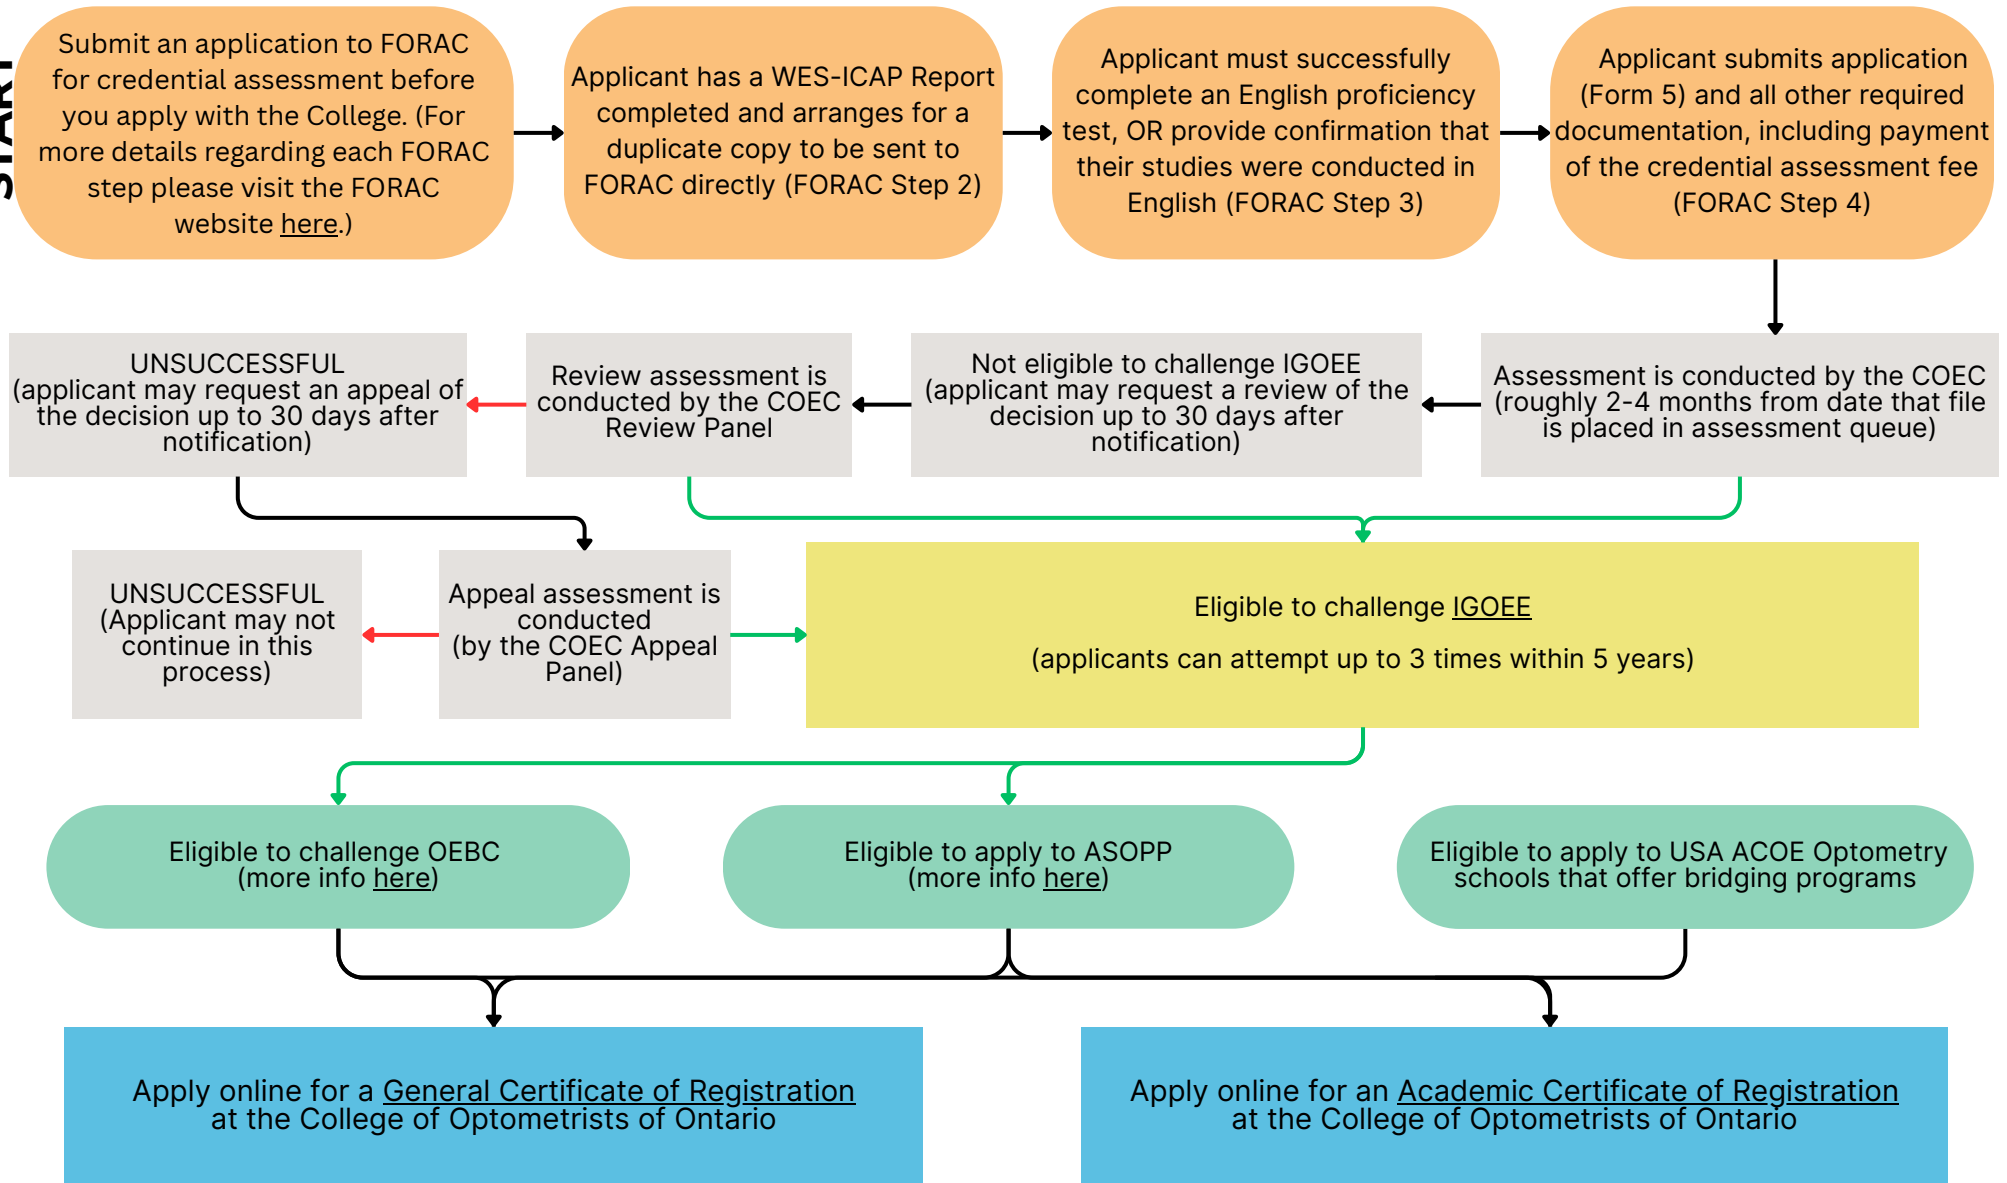 START
Submit an application to FORAC
for credential assessment before
you apply with the College. (For
more details regarding each FORAC
step please visit the FORAC
website here.)
Applicant has a WES-ICAP Report
completed and arranges for a
duplicate copy to be sent to
FORAC directly (FORAC Step 2)
Applicant must successfully
complete an English proficiency
test, OR provide confirmation that
their studies were conducted in
English (FORAC Step 3)
Applicant submits application
(Form 5) and all other required
documentation, including payment
of the credential assessment fee
(FORAC Step 4)
UNSUCCESSFUL
(applicant may request an appeal of
the decision up to 30 days after
notification)
Review assessment is
conducted by the COEC
Review Panel
Not eligible to challenge IGOEE
(applicant may request a review of the
decision up to 30 days after
notification)
Assessment is conducted by the COEC
(roughly 2-4 months from date that file
is placed in assessment queue)
UNSUCCESSFUL
(Applicant may not
continue in this
process)
Appeal assessment is
conducted
(by the COEC Appeal
Panel)
Eligible to challenge IGOEE
(applicants can attempt up to 3 times within 5 years)
Eligible to challenge OEBC
(more info here)
Eligible to apply to ASOPP
(more info here)
Eligible to apply to USA ACOE Optometry
schools that offer bridging programs
Apply online for a General Certificate of Registration
at the College of Optometrists of Ontario
Apply online for an Academic Certificate of Registration
at the College of Optometrists of Ontario